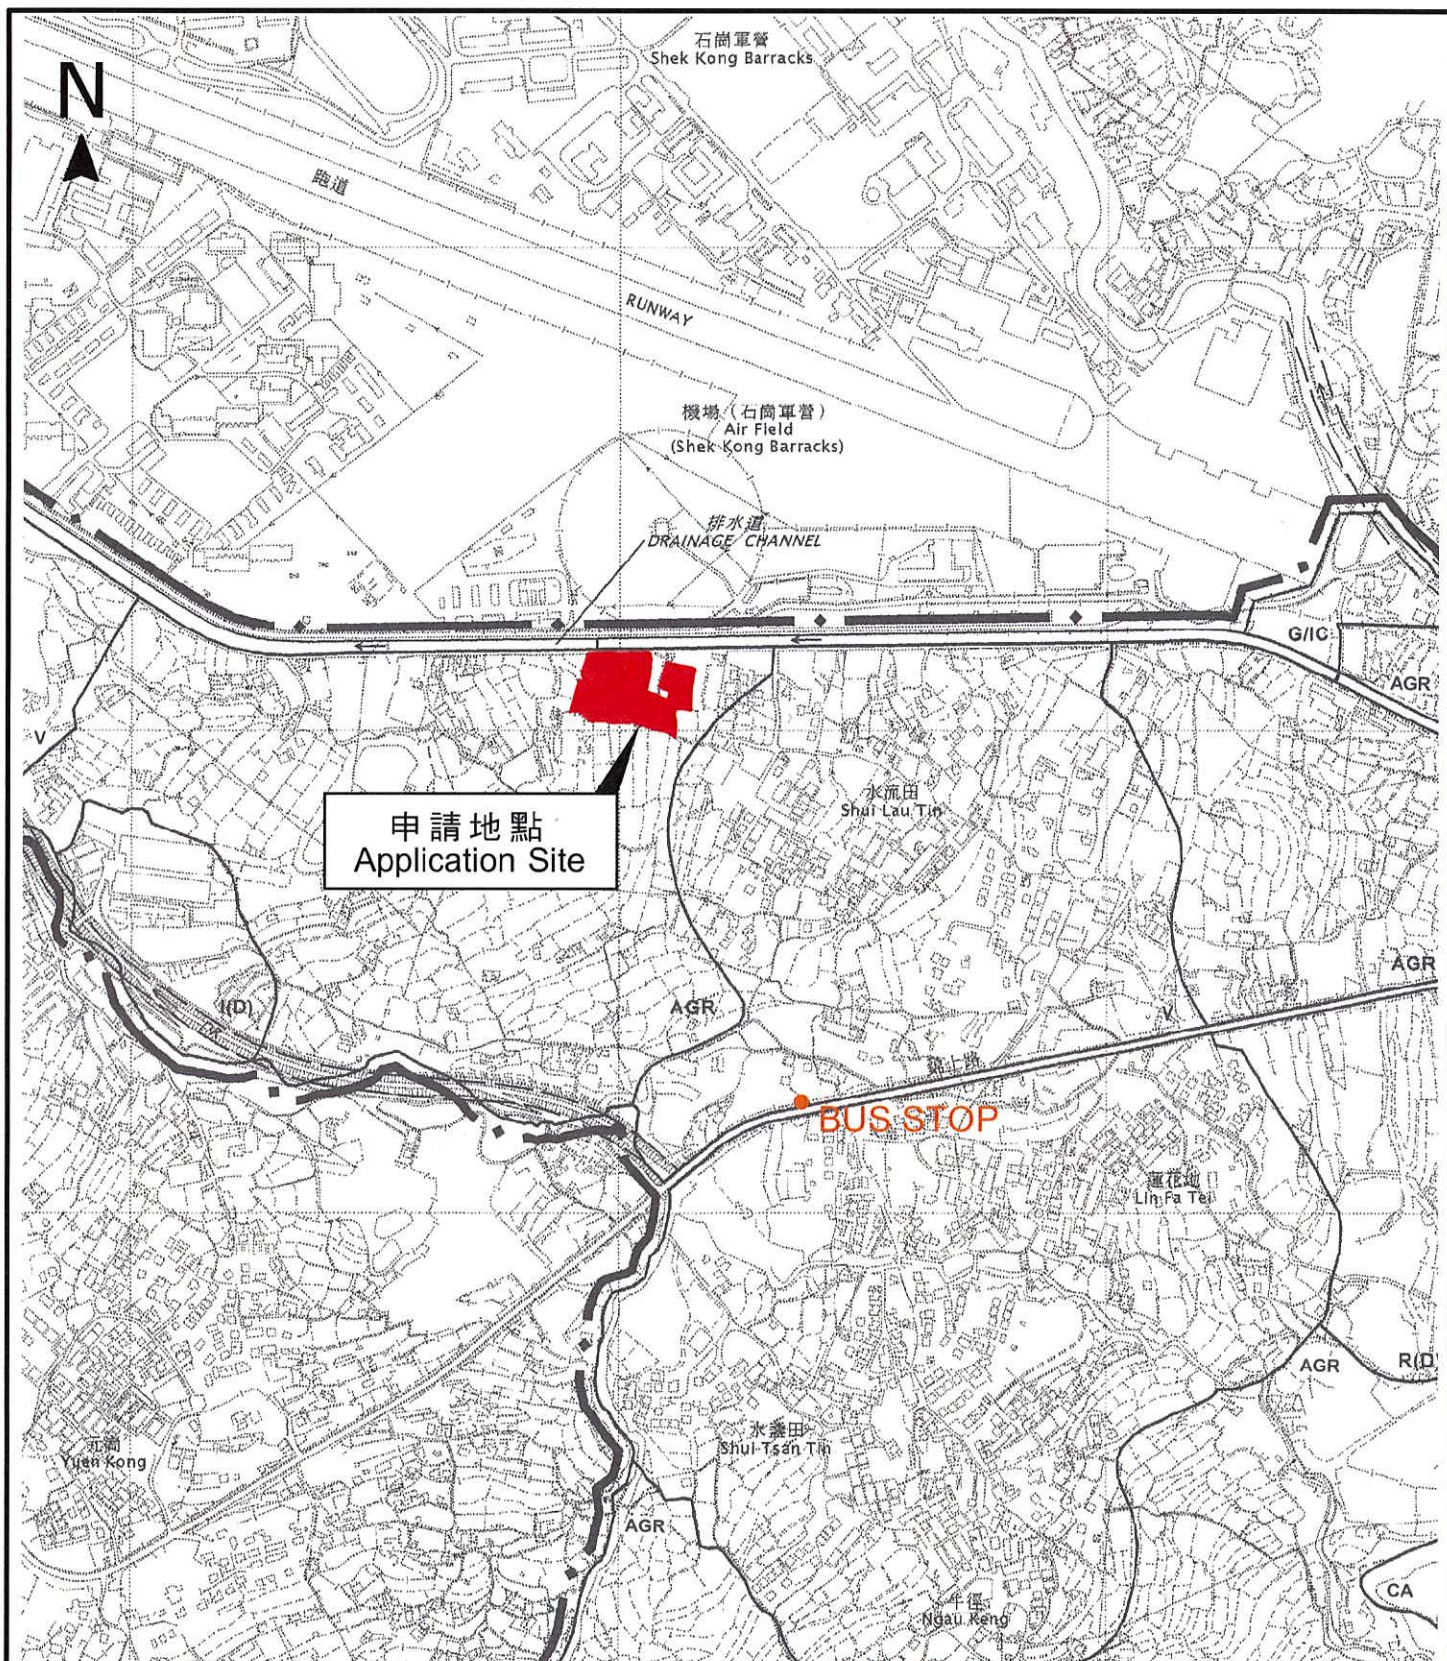 石崗軍營
Shek Kong Barracks
N
跑道
RUNWAY
機場（石崗軍營）
Air Field
(Shek Kong Barracks)
排水道
DRAINAGE CHANNEL
G/IC
AGR
V
水流田
Shui Lau Tin
申請地點
Application Site
AGR
I(D)
AGR
V
錦上路
BUS STOP
蓮花地
Lin Fa Tei
AGR
R(D
元崗
Yuen Kong
水盞田
Shui Tsan Tin
AGR
CA
牛徑
Ngau Keng